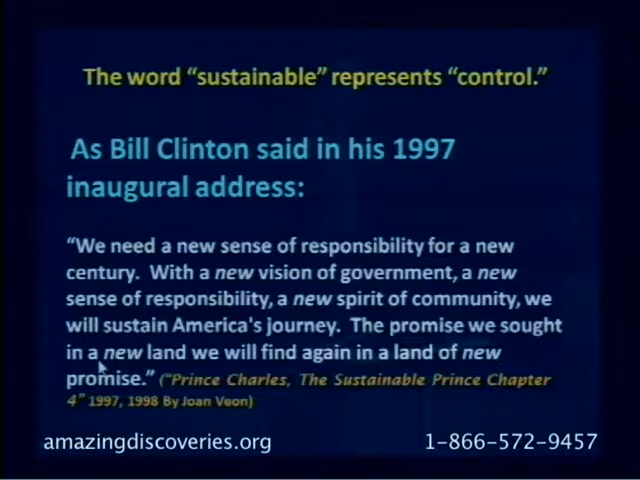 The word “sustainable” represents “control.”
As Bill Clinton said in his 1997
inaugural address:
“We need a new sense of responsibility for a new
century. With a new vision of government, a new
sense of responsibility, a new spirit of community, we
will sustain America's journey. The promise we sought
in a new land we will find again in a land of new
promise.” (“Prince Charles, The Sustainable Prince Chapter
4” 1997, 1998 By Joan Veon)
amazingdiscoveries.org 1-866-572-9457